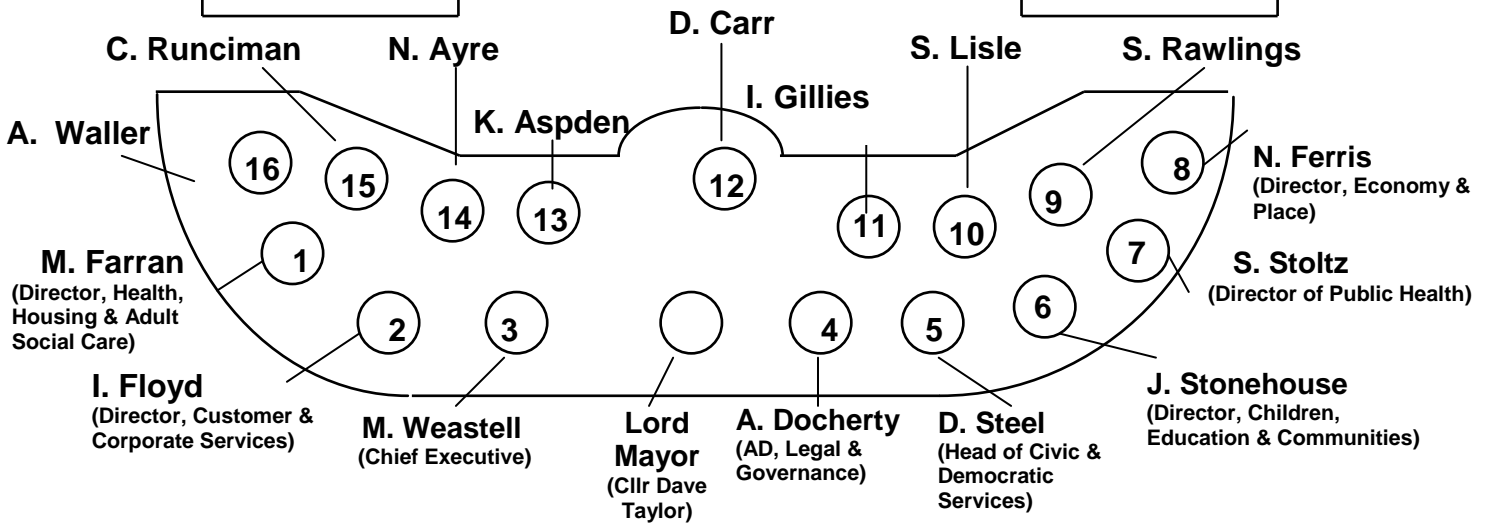 D. Carr
C. Runciman
N. Ayre
S. Lisle
S. Rawlings
I. Gillies
K. Aspden
A. Waller
16
15
14
13
12
11
10
9
8
N. Ferris
(Director, Economy &
Place)
1
7
M. Farran
(Director, Health,
Housing & Adult
Social Care)
S. Stoltz
(Director of Public Health)
2
3
4
5
6
I. Floyd
(Director, Customer &
Corporate Services)
M. Weastell
(Chief Executive)
Lord
Mayor
(Cllr Dave
Taylor)
A. Docherty
(AD, Legal &
Governance)
D. Steel
(Head of Civic &
Democratic
Services)
J. Stonehouse
(Director, Children,
Education & Communities)